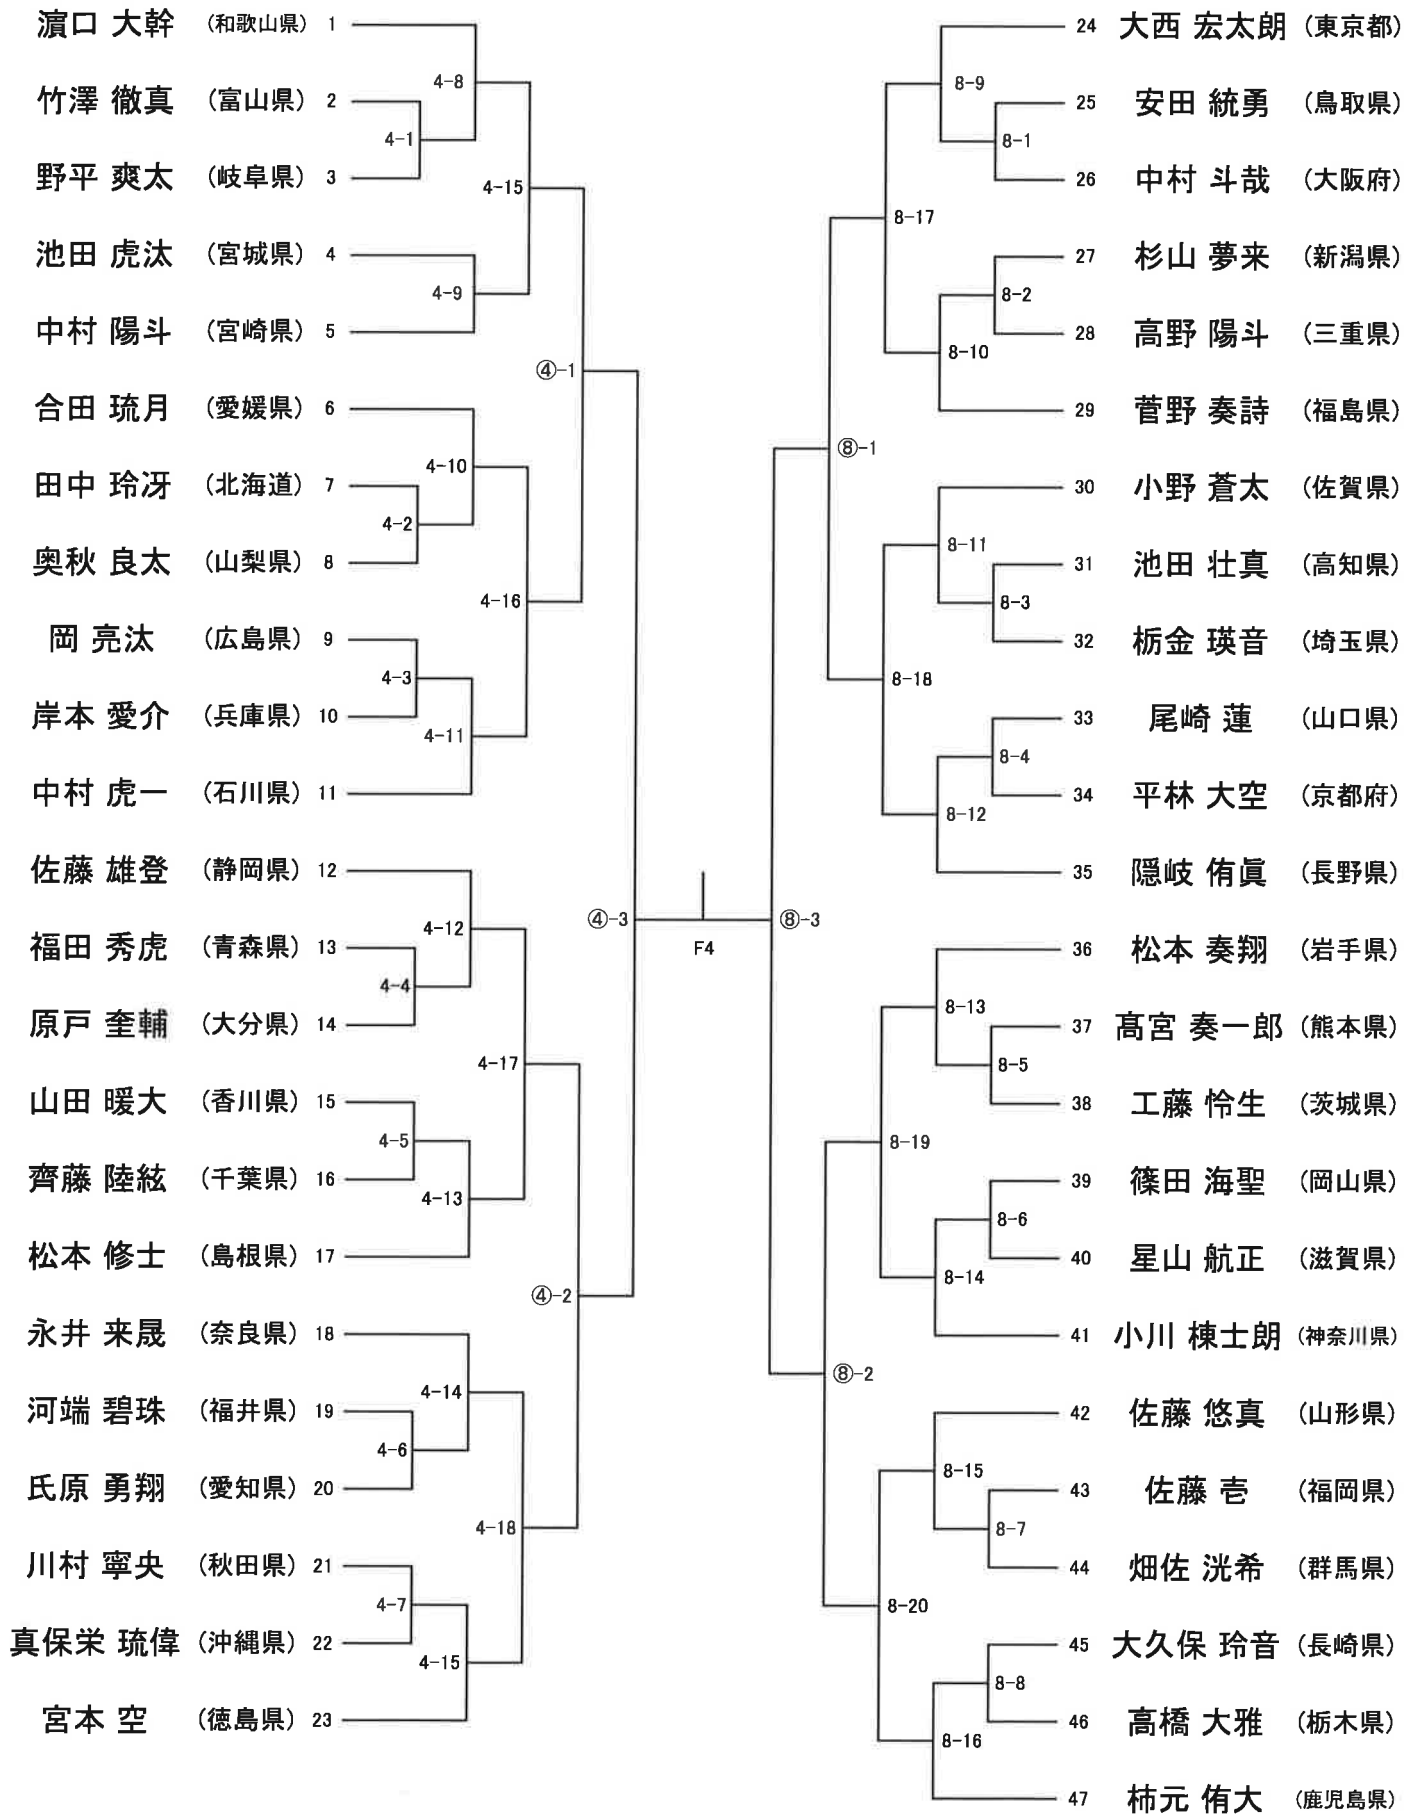 濵口 大幹 （和歌山県） 1
4-8
竹澤 徹真 （富山県） 2
4-1
野平 爽太 （岐阜県） 3
4-15
池田 虎汰 （宮城県） 4
4-9
中村 陽斗 （宮崎県） 5
④-1
合田 琉月 （愛媛県） 6
4-10
田中 玲冴 （北海道） 7
4-2
奥秋 良太 （山梨県） 8
4-16
岡 亮汰 （広島県） 9
4-3
岸本 愛介 （兵庫県） 10
4-11
中村 虎一 （石川県） 11
佐藤 雄登 （静岡県） 12
④-3
4-12
福田 秀虎 （青森県） 13
4-4
原戸 奎輔 （大分県） 14
4-17
山田 暖大 （香川県） 15
4-5
齊藤 陸絃 （千葉県） 16
4-13
松本 修士 （島根県） 17
④-2
永井 来晟 （奈良県） 18
4-14
河端 碧珠 （福井県） 19
4-6
氏原 勇翔 （愛知県） 20
4-18
川村 寧央 （秋田県） 21
4-7
真保栄 琉偉 （沖縄県） 22
4-15
宮本 空 （徳島県） 23
F4
24 大西 宏太朗 （東京都）
8-9
25 安田 統勇 （鳥取県）
8-1
26 中村 斗哉 （大阪府）
8-17
27 杉山 夢来 （新潟県）
8-2
28 高野 陽斗 （三重県）
8-10
29 菅野 奏詩 （福島県）
⑧-1
30 小野 蒼太 （佐賀県）
8-11
31 池田 壮真 （高知県）
8-3
32 栃金 瑛音 （埼玉県）
8-18
33 尾崎 蓮 （山口県）
8-4
34 平林 大空 （京都府）
8-12
35 隠岐 侑眞 （長野県）
⑧-3
36 松本 奏翔 （岩手県）
8-13
37 髙宮 奏一郎 （熊本県）
8-5
38 工藤 怜生 （茨城県）
8-19
39 篠田 海聖 （岡山県）
8-6
40 星山 航正 （滋賀県）
8-14
41 小川 棟士朗 （神奈川県）
⑧-2
42 佐藤 悠真 （山形県）
8-15
43 佐藤 壱 （福岡県）
8-7
44 畑佐 洸希 （群馬県）
8-20
45 大久保 玲音 （長崎県）
8-8
46 高橋 大雅 （栃木県）
8-16
47 柿元 侑大 （鹿児島県）